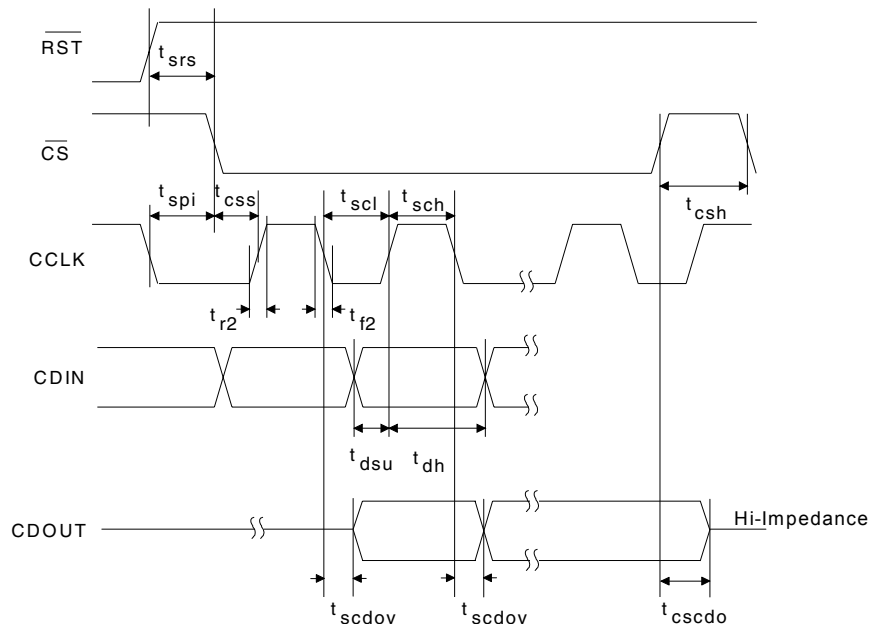 RST
t srs
CS
t spi
t css
t scl
t sch
t csh
CCLK
t r2
t f2
CDIN
t dsu
t dh
CDOUT
Hi-Impedance
t scdov
t scdov
t cscdo